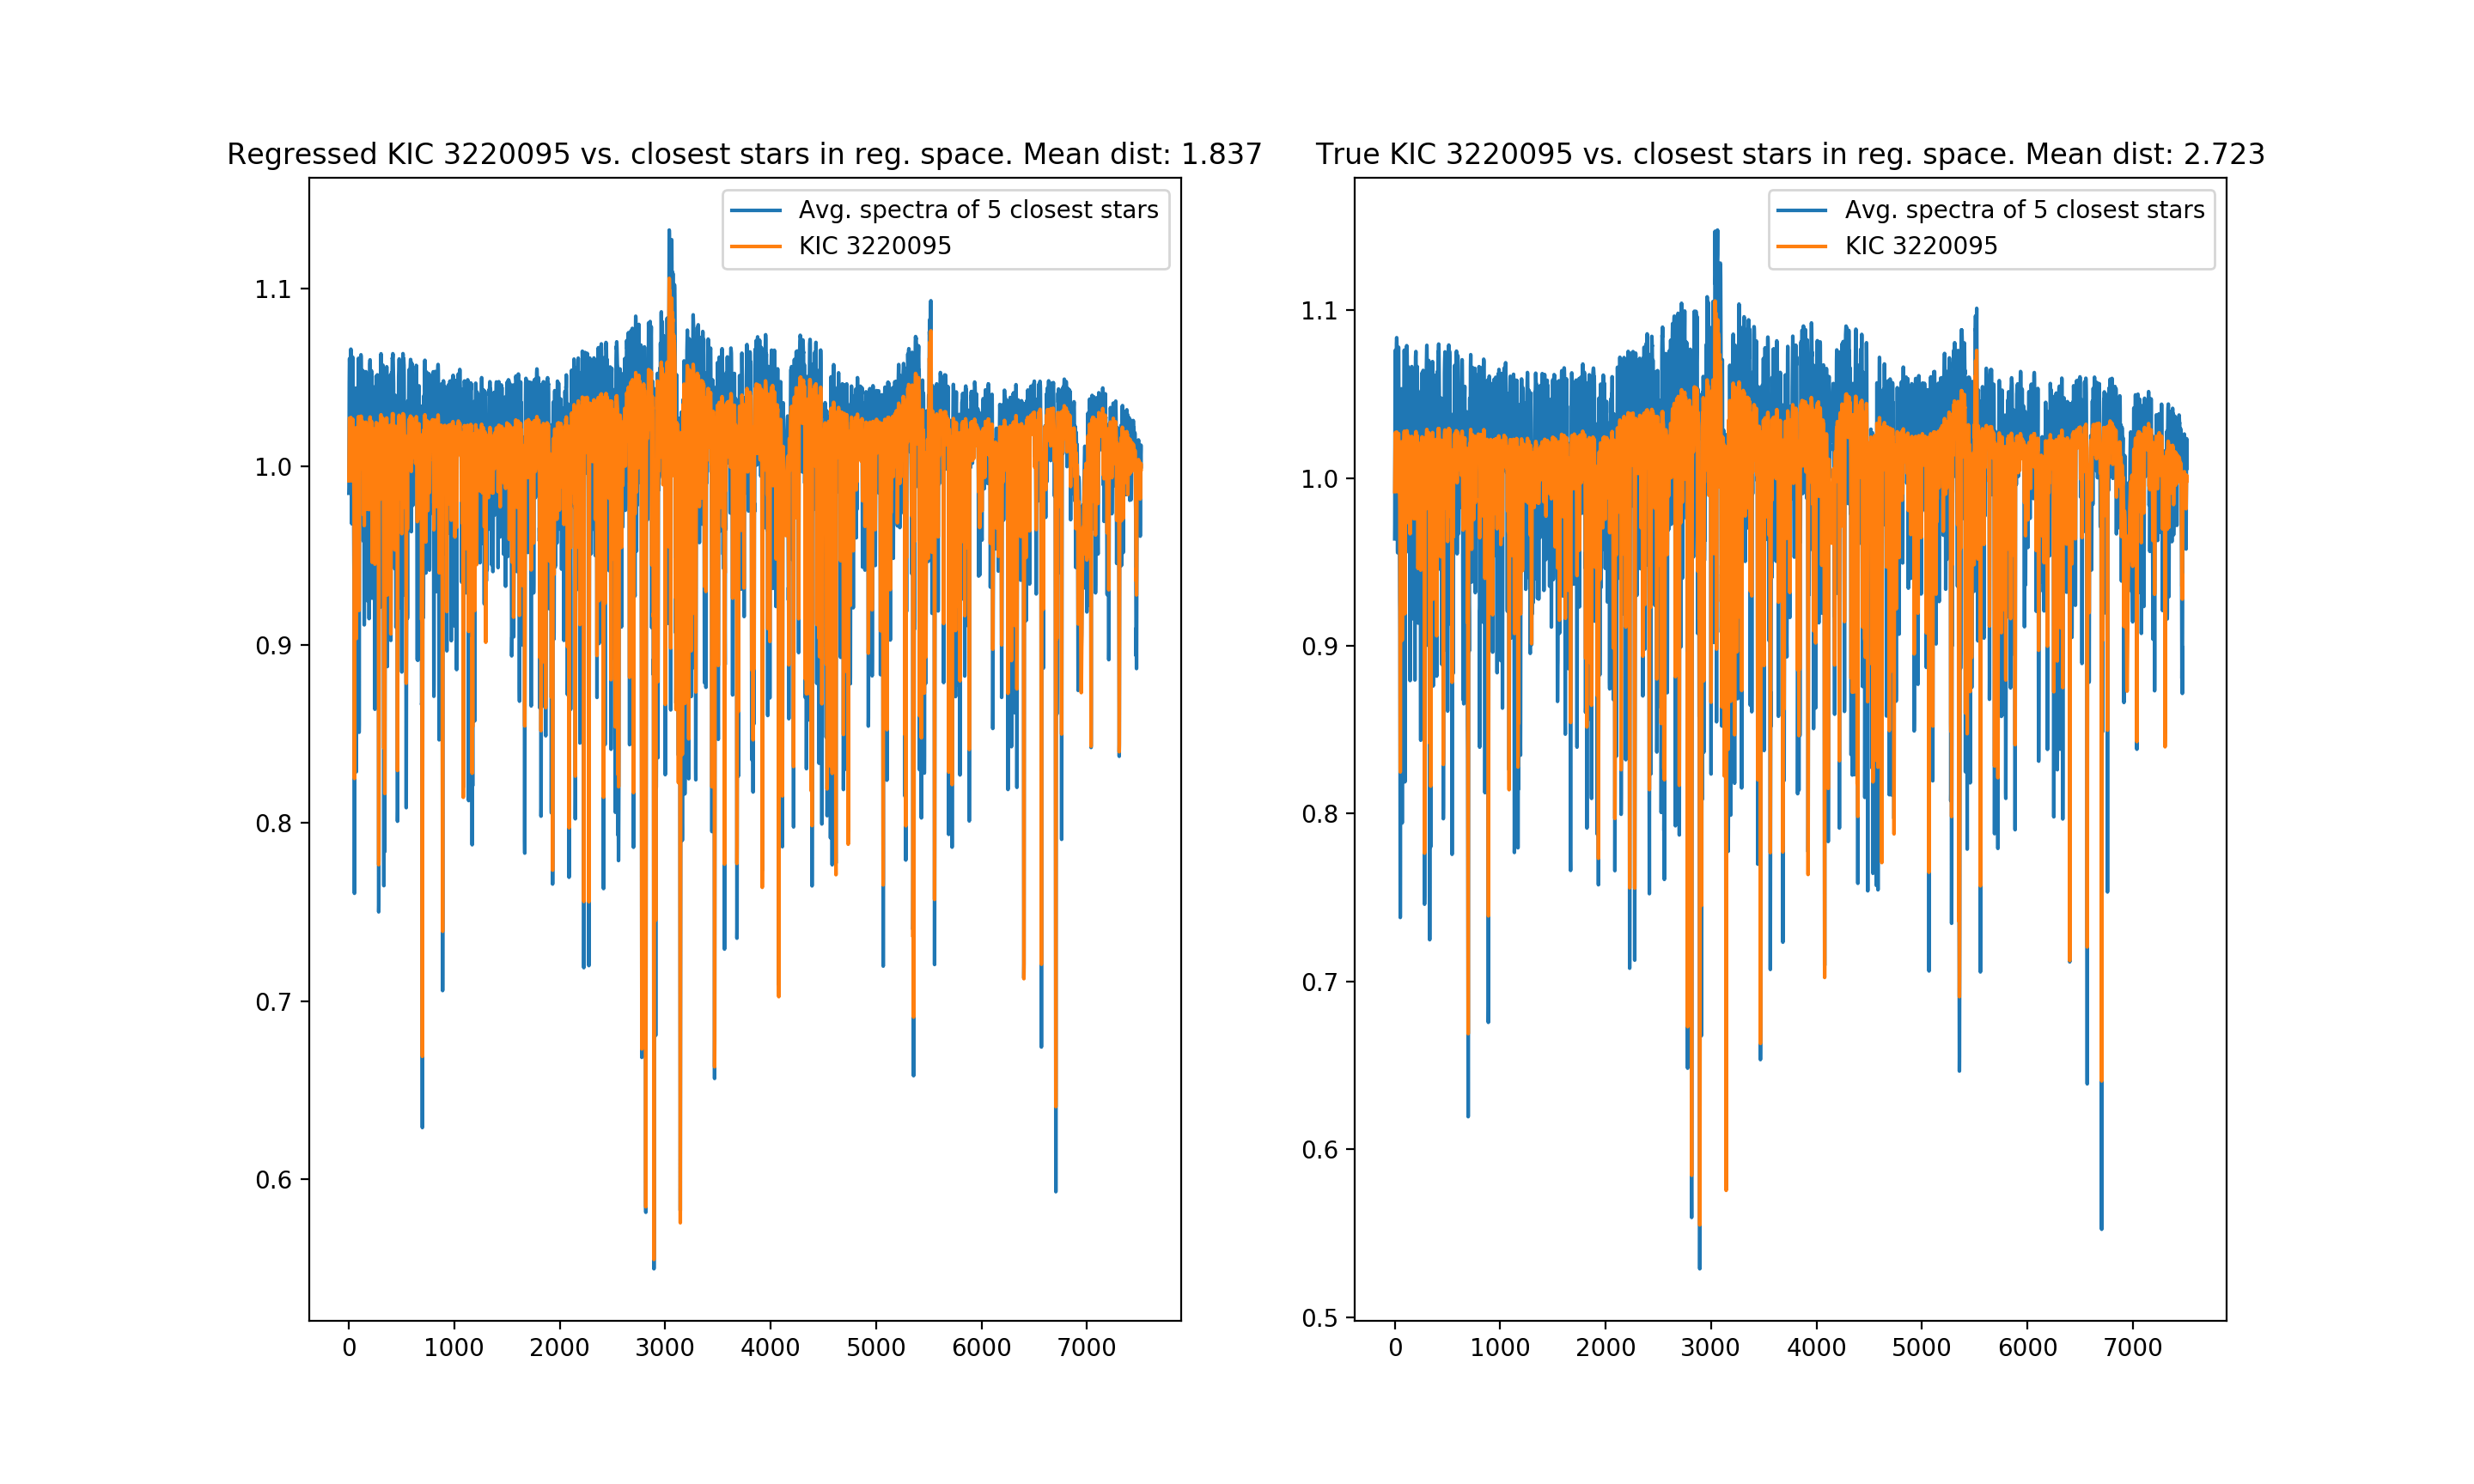 Regressed KIC 3220095 vs. closest stars in reg. space. Mean dist: 1.837
Avg. spectra of 5 closest stars
KIC 3220095
1.1
1.0
0.9
0.8
0.7
0.6
0 1000 2000 3000 4000 5000 6000 7000
True KIC 3220095 vs. closest stars in reg. space. Mean dist: 2.723
Avg. spectra of 5 closest stars
KIC 3220095
1.1
1.0
0.9
0.8
0.7
0.6
0.5
0 1000 2000 3000 4000 5000 6000 7000